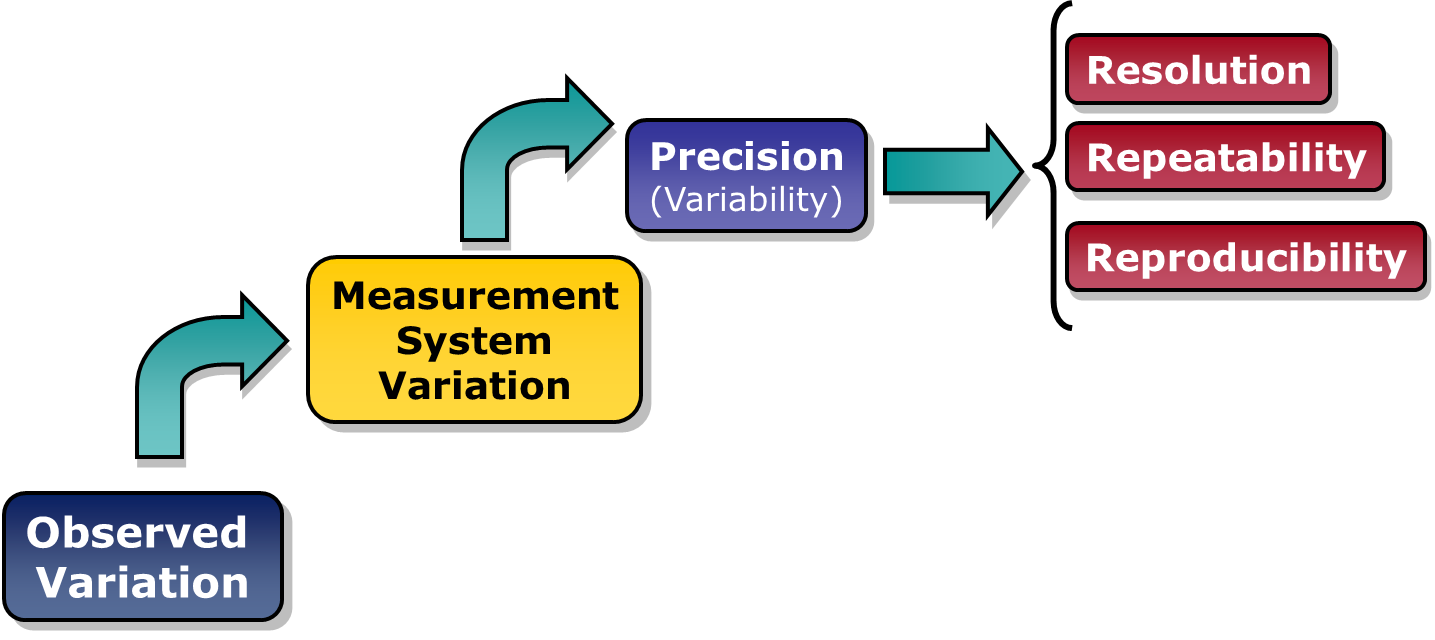 Resolution
Precision
(Variability)
Repeatability
Reproducibility
Measurement
System
Variation
Observed
Variation